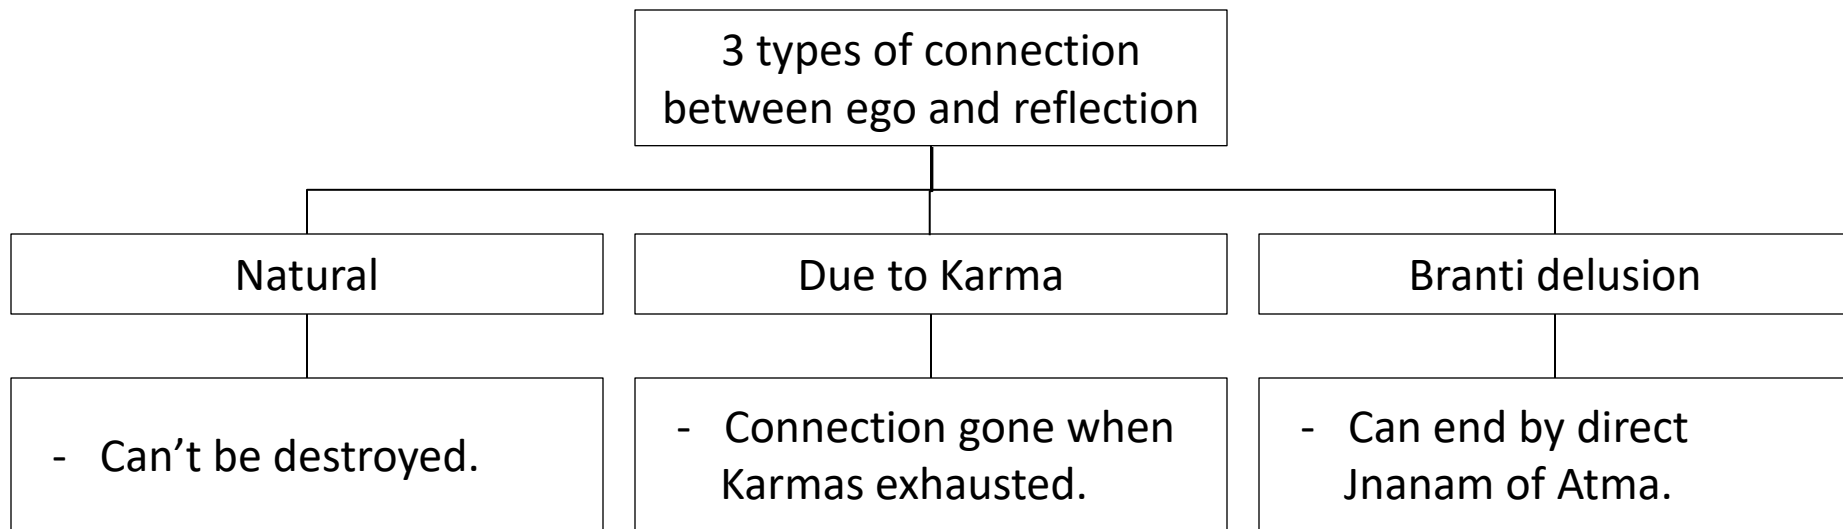 3 types of connection
between ego and reflection
Natural
Due to Karma
Branti delusion
- Can’t be destroyed.
- Connection gone when
Karmas exhausted.
- Can end by direct
Jnanam of Atma.